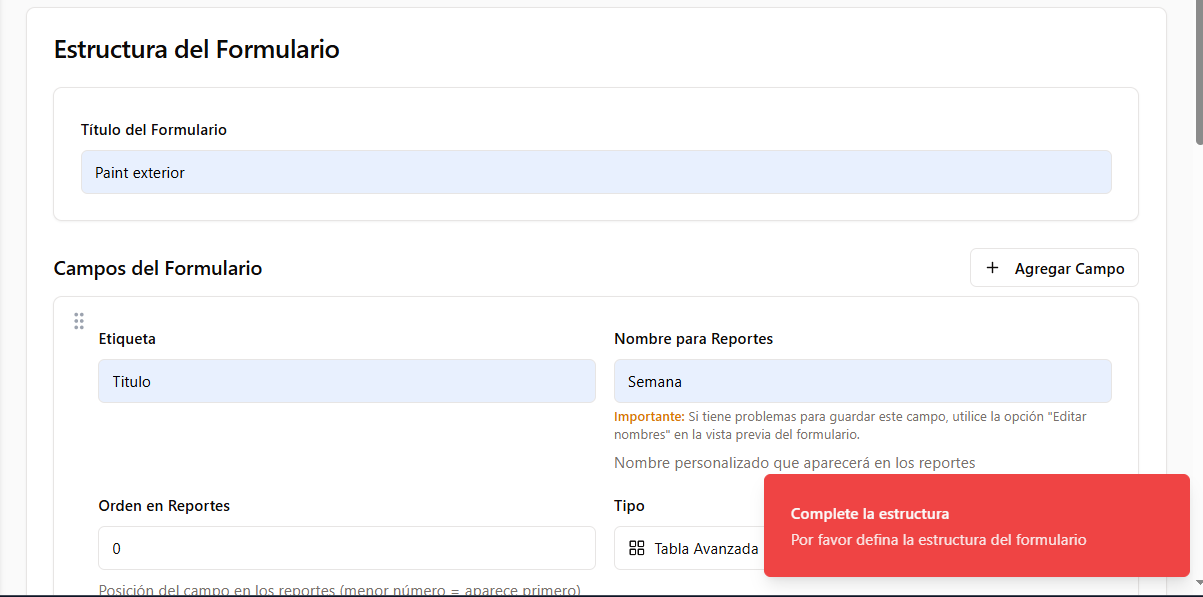 Estructura del Formulario
Título del Formulario
Paint exterior
Campos del Formulario
Agregar Campo
Etiqueta
Nombre para Reportes
Titulo
Semana
Importante: Si tiene problemas para guardar este campo, utilice la opción "Editar
nombres" en la vista previa del formulario.
Nombre personalizado que aparecerá en los reportes
Orden en Reportes
Tipo
0
Tabla Avanzada
Posición del campo en los reportes (menor número = aparece primero)
Complete la estructura
Por favor defina la estructura del formulario